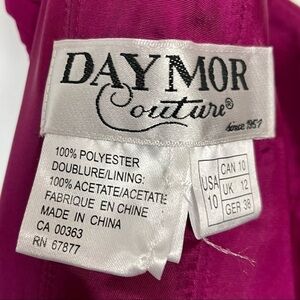 DAYMOR
Couture®
since 1951
100% POLYESTER
DOUBLURE/LINING:
100% ACETATE/ACETATE
FABRIQUE EN CHINE
MADE IN CHINA
CA 00363
RN 67877
USA 10
CAN 10
UK 12
GER 38